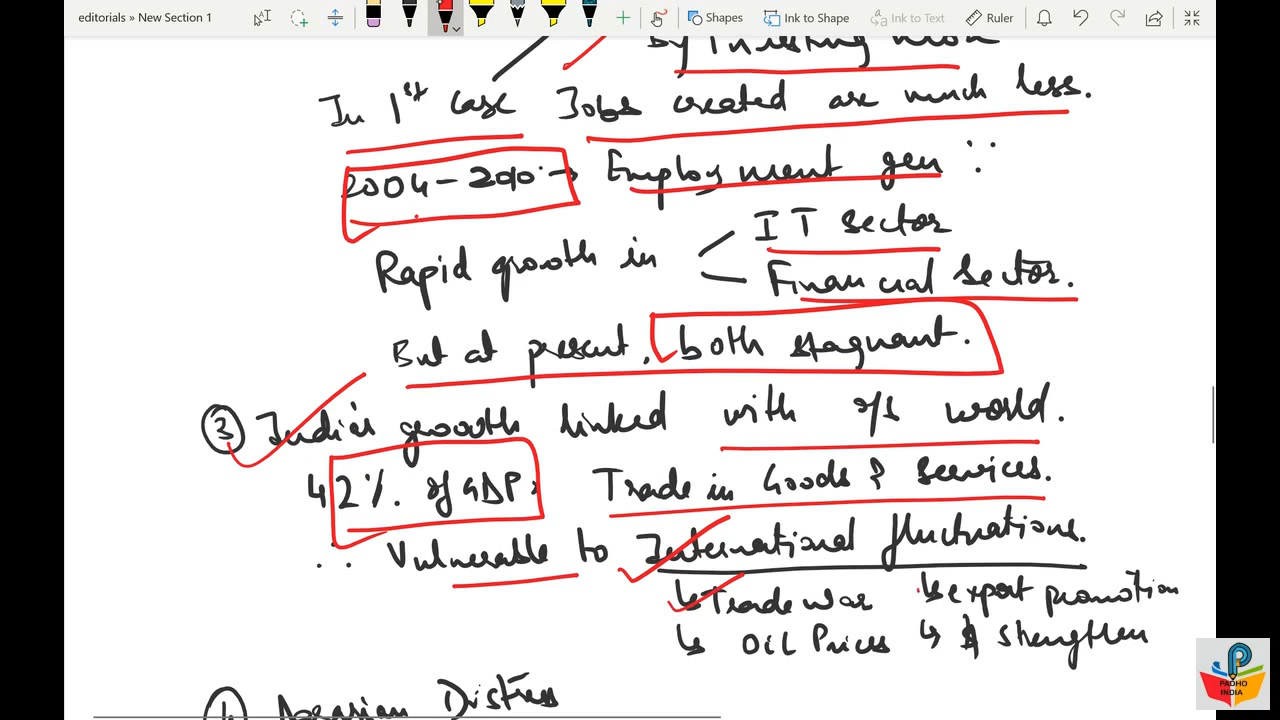 editorials » New Section 1
Shapes Ink to Shape Ink to Text Ruler
By Investing more
In 1st case Jobs created are much less.
2004-2010 → Employment gen ∵
Rapid growth in IT sector
Financial Sector.
But at present, both stagnant.
③ India's growth linked with r/s world.
42% of GDP: Trade in Goods & Services.
∴ Vulnerable to International fluctuations.
↳ Trade war ↳ export promotion
↳ Oil Prices ↳ $ strengthen
④ Agrarian Distress
PADHO
INDIA